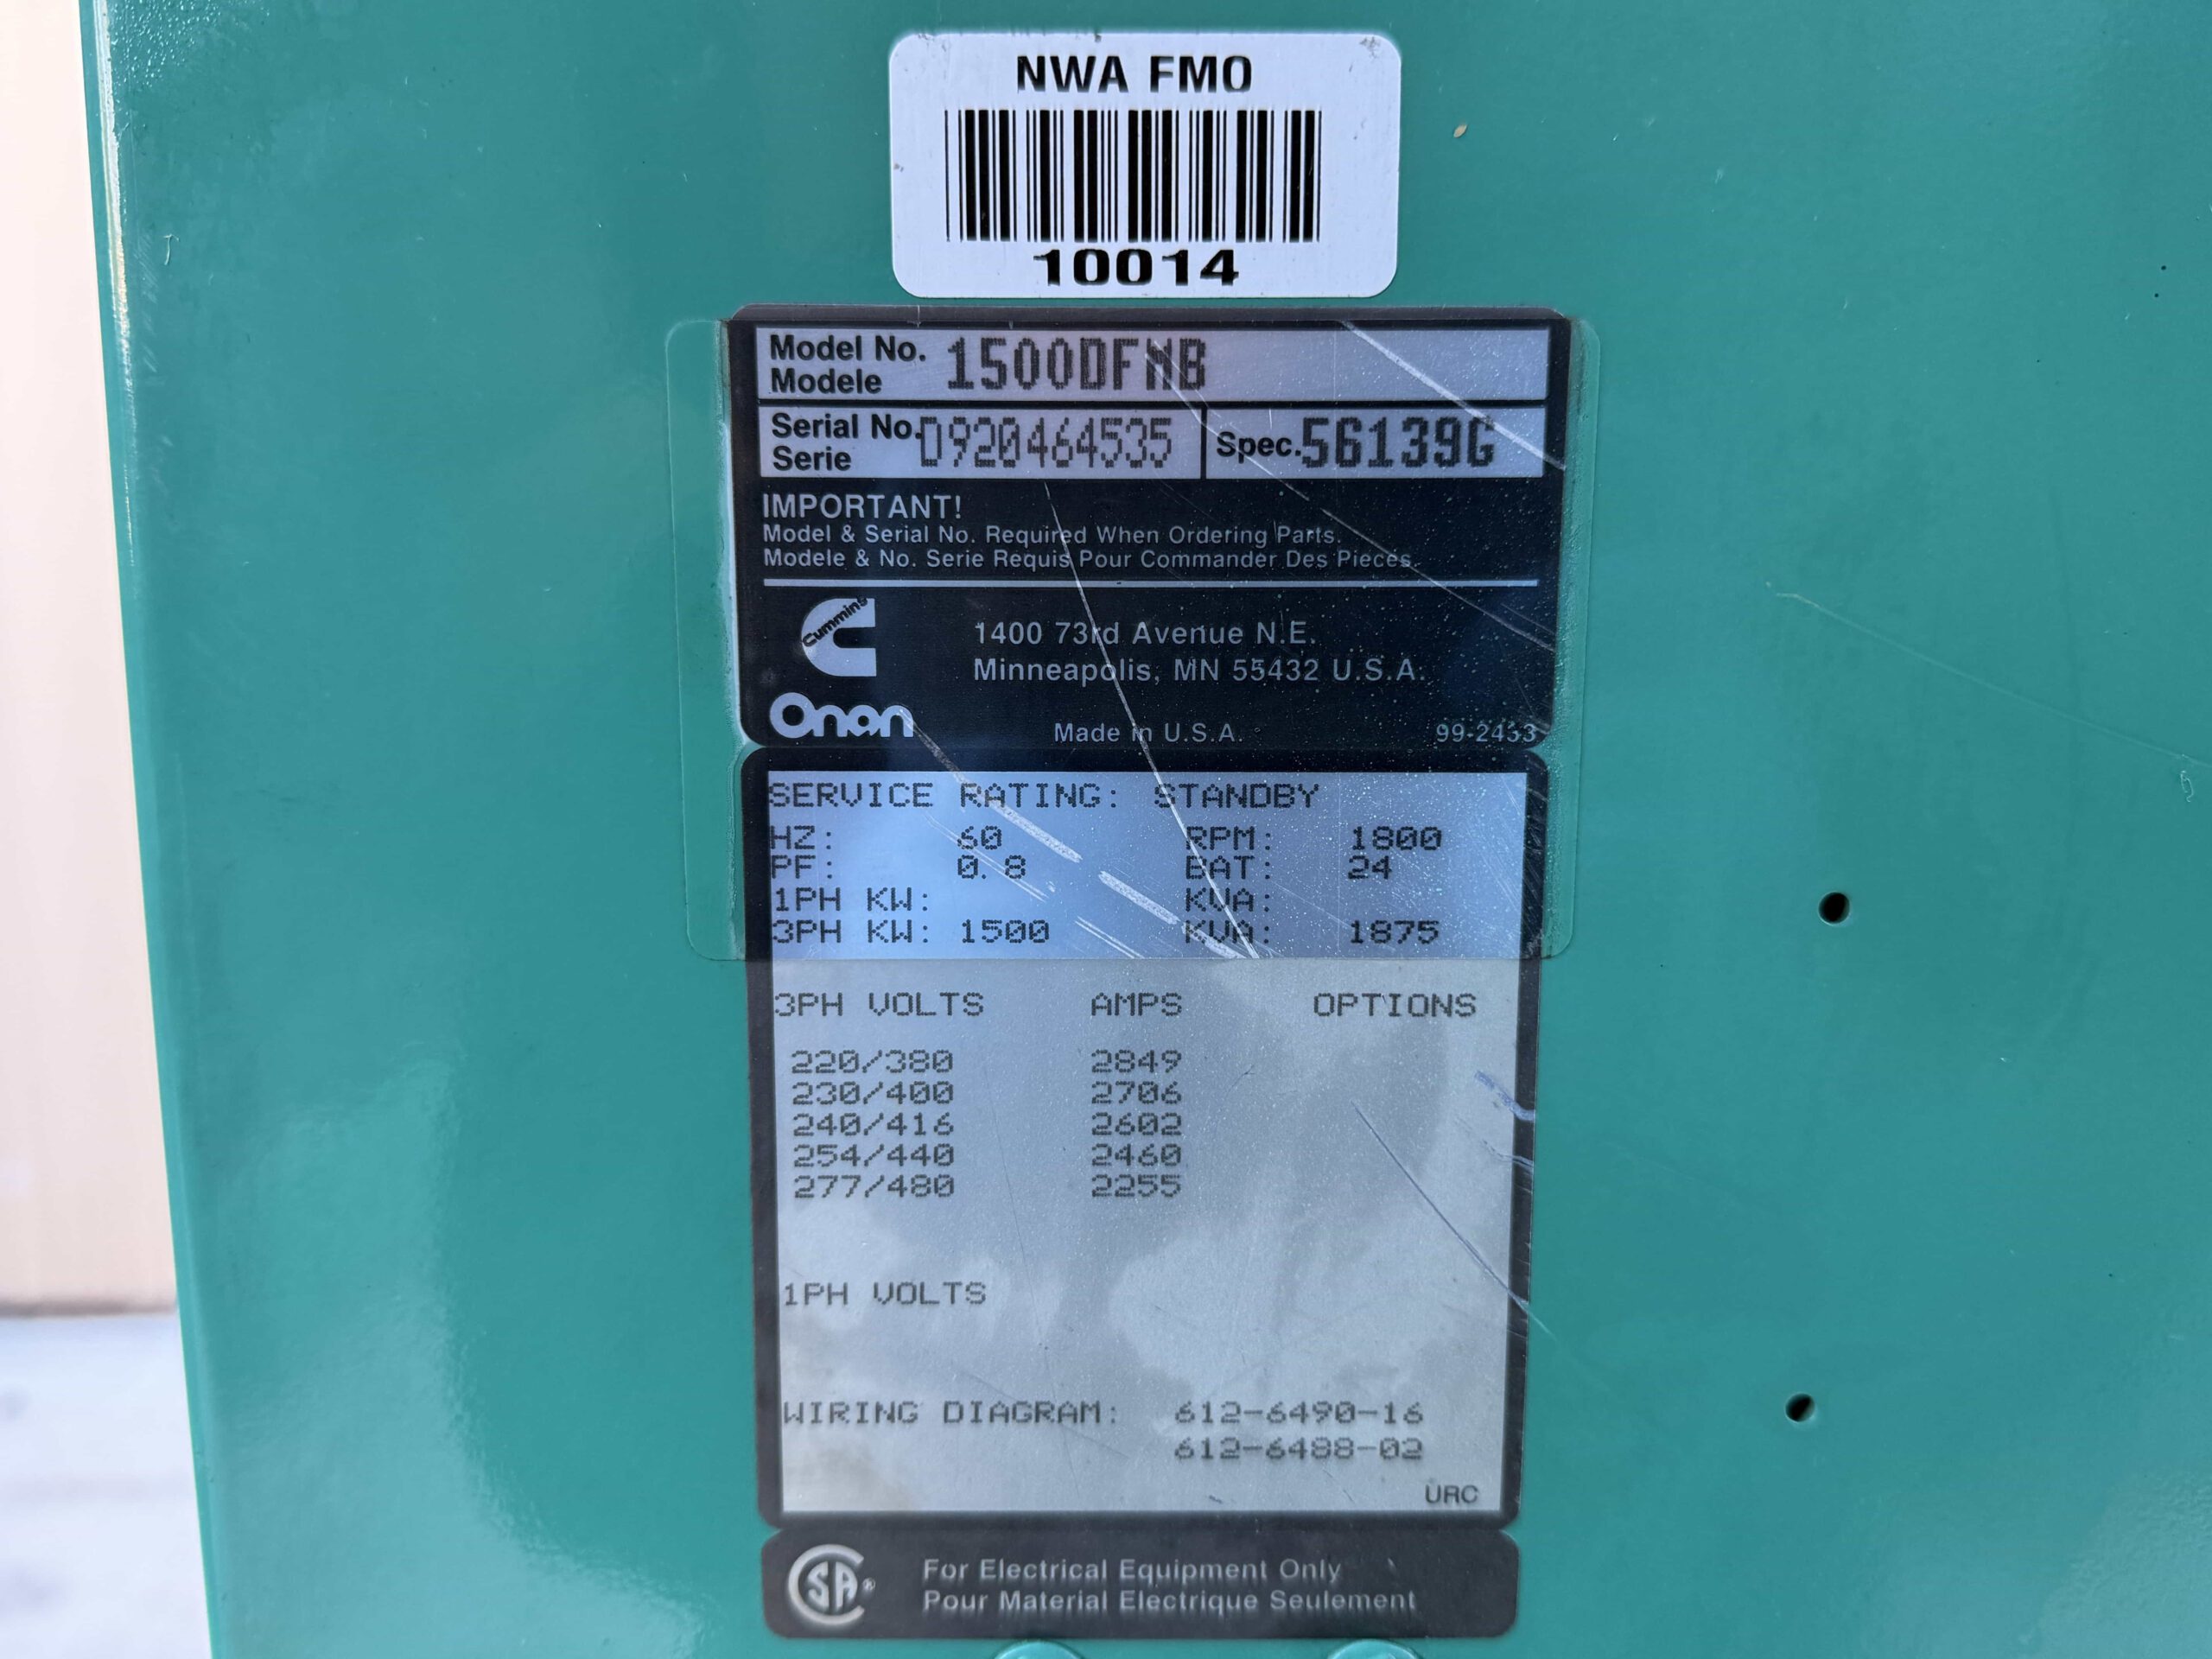 NWA FMO
10014
Model No. 1500DFMB
Modele
Serial No. D920464535 Spec. 56139G
Serie
IMPORTANT!
Model & Serial No. Required When Ordering Parts.
Modele & No. Serie Requis Pour Commander Des Pieces.
Cummins
1400 73rd Avenue N.E.
Minneapolis, MN 55432 U.S.A.
Onan
Made in U.S.A. 99-2433
SERVICE RATING: STANDBY
HZ: 60 RPM: 1800
PF: 0.8 BAT: 24
1PH KW: KVA:
3PH KW: 1500 KVA: 1875
3PH VOLTS AMPS OPTIONS
220/380 2849
230/400 2706
240/416 2602
254/440 2460
277/480 2255
1PH VOLTS
WIRING DIAGRAM: 612-6490-16
612-6488-02
URC
SA®
For Electrical Equipment Only
Pour Material Electrique Seulement